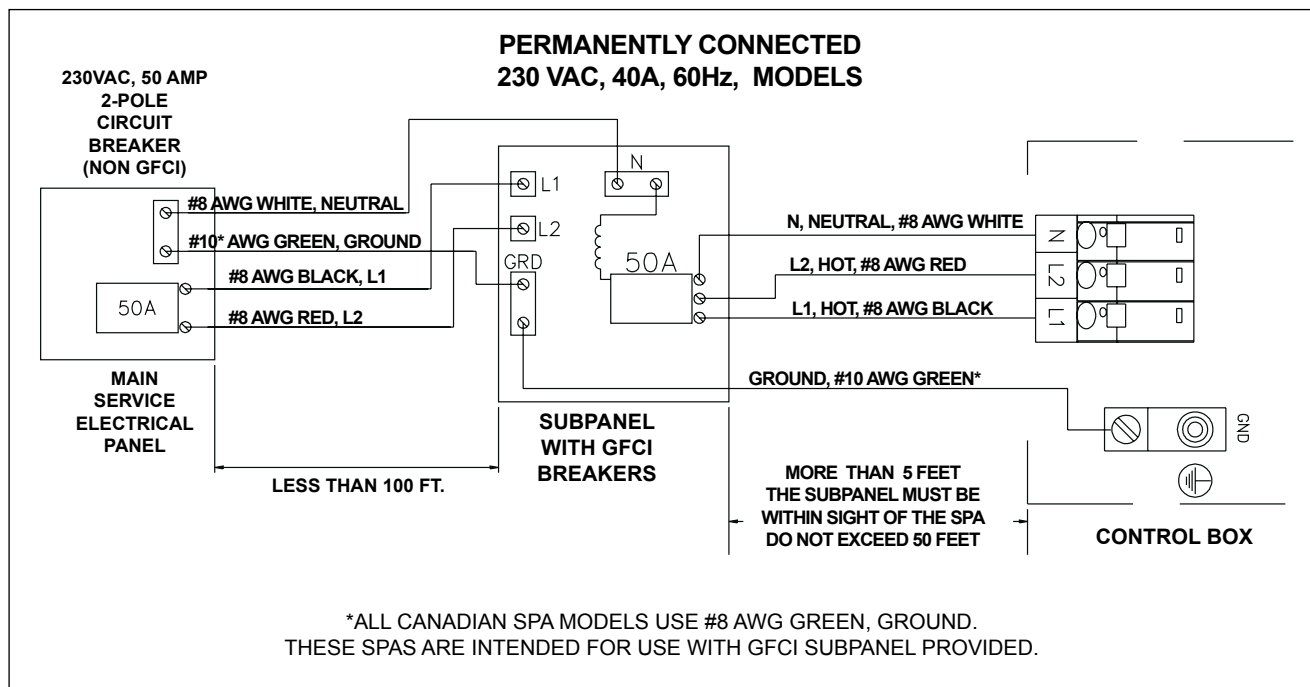 PERMANENTLY CONNECTED
230 VAC, 40A, 60Hz, MODELS
230VAC, 50 AMP
2-POLE
CIRCUIT
BREAKER
(NON GFCI)
#8 AWG WHITE, NEUTRAL
#10* AWG GREEN, GROUND
#8 AWG BLACK, L1
#8 AWG RED, L2
50A
MAIN
SERVICE
ELECTRICAL
PANEL
LESS THAN 100 FT.
L1
L2
GRD
N
50A
SUBPANEL
WITH GFCI
BREAKERS
N, NEUTRAL, #8 AWG WHITE
L2, HOT, #8 AWG RED
L1, HOT, #8 AWG BLACK
GROUND, #10 AWG GREEN*
MORE THAN 5 FEET
THE SUBPANEL MUST BE
WITHIN SIGHT OF THE SPA
DO NOT EXCEED 50 FEET
N
L2
L1
GND
CONTROL BOX
*ALL CANADIAN SPA MODELS USE #8 AWG GREEN, GROUND.
THESE SPAS ARE INTENDED FOR USE WITH GFCI SUBPANEL PROVIDED.